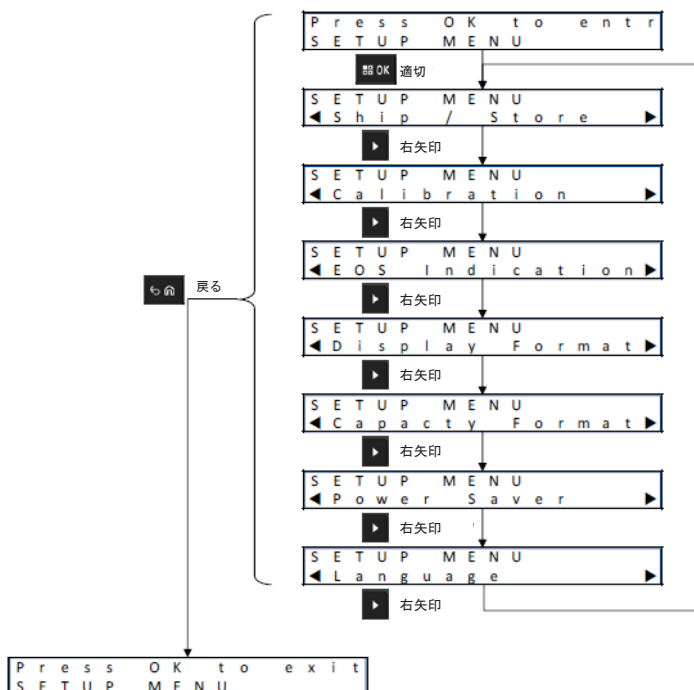 Press OK to entr
SETUP MENU
OK 適切
SETUP MENU
◀Ship / Store ▶
右矢印
SETUP MENU
◀Calibration ▶
右矢印
SETUP MENU
◀EOS Indication▶
戻る
右矢印
SETUP MENU
◀Display Format▶
右矢印
SETUP MENU
◀Capacty Format▶
右矢印
SETUP MENU
◀Power Saver ▶
右矢印
SETUP MENU
◀Language ▶
右矢印
Press OK to exit
SETUP MENU